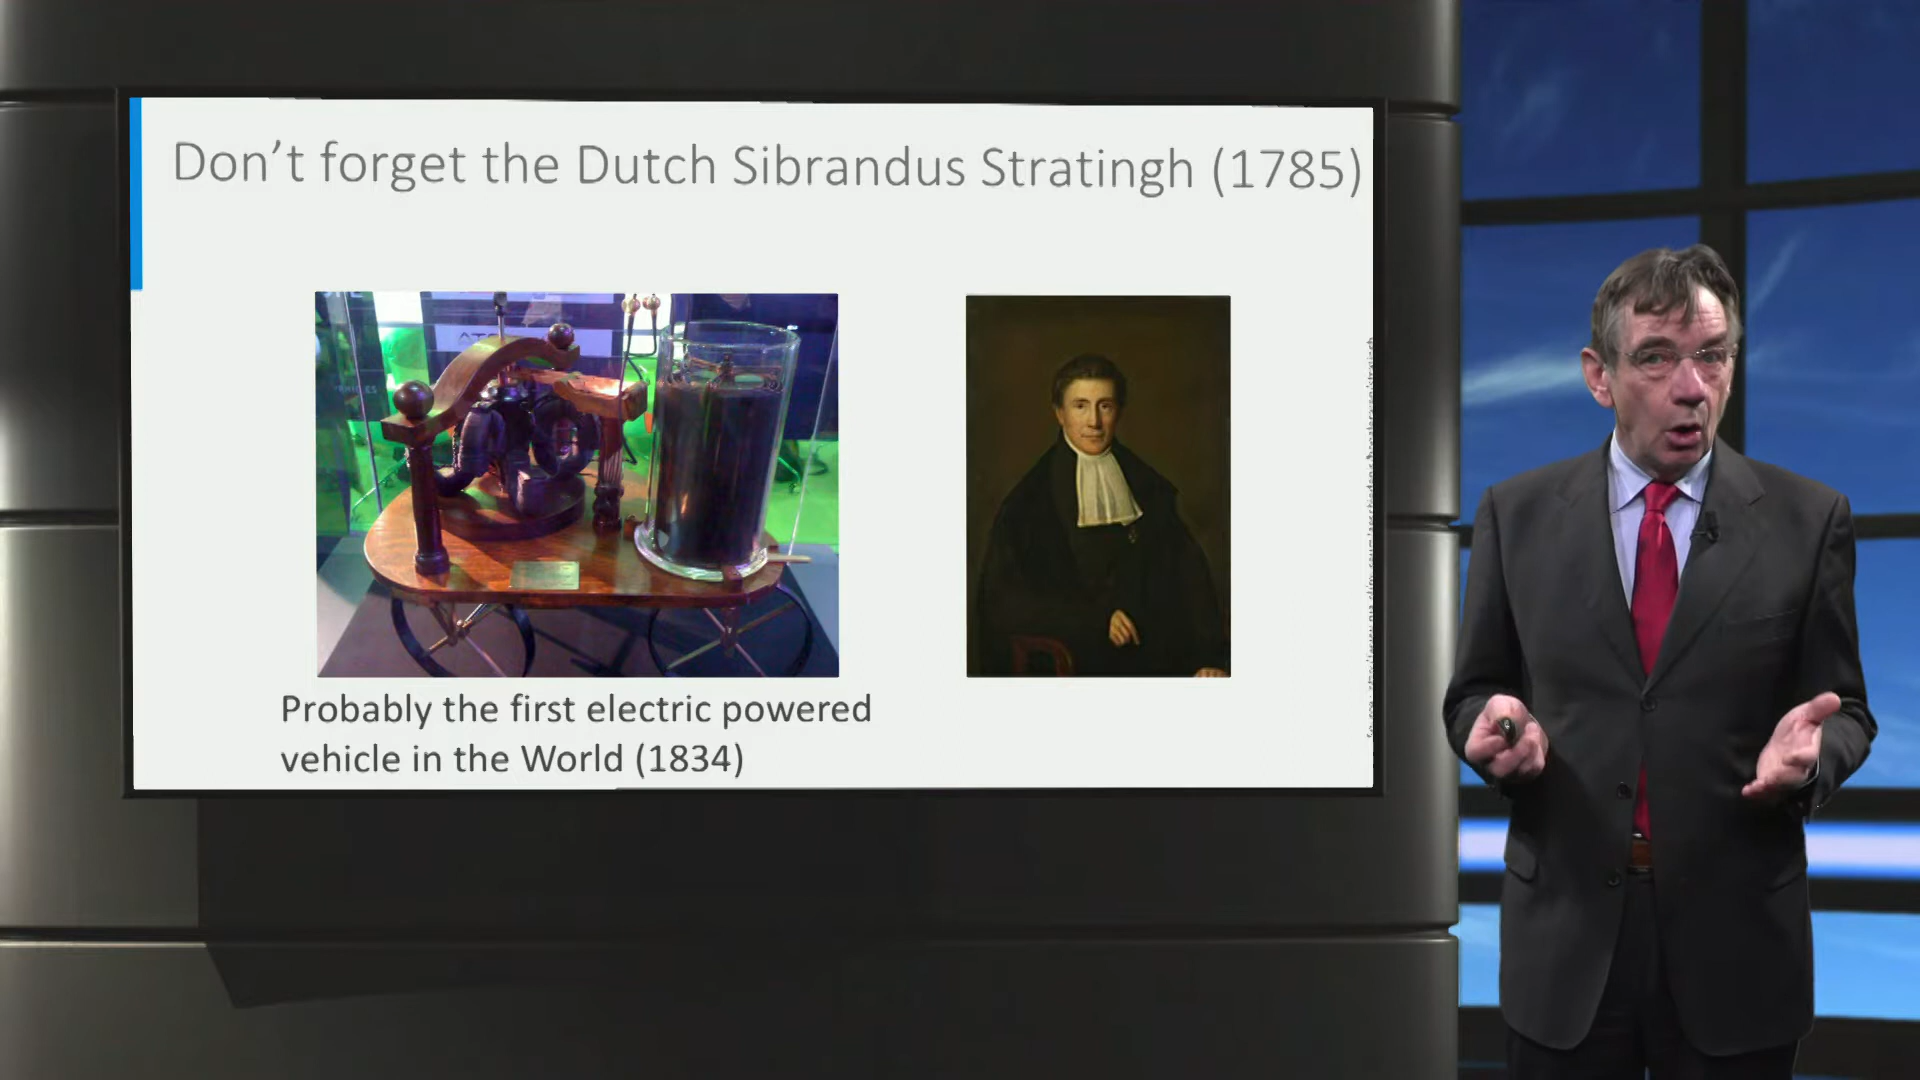 Don't forget the Dutch Sibrandus Stratingh (1785)
Probably the first electric powered
vehicle in the World (1834)